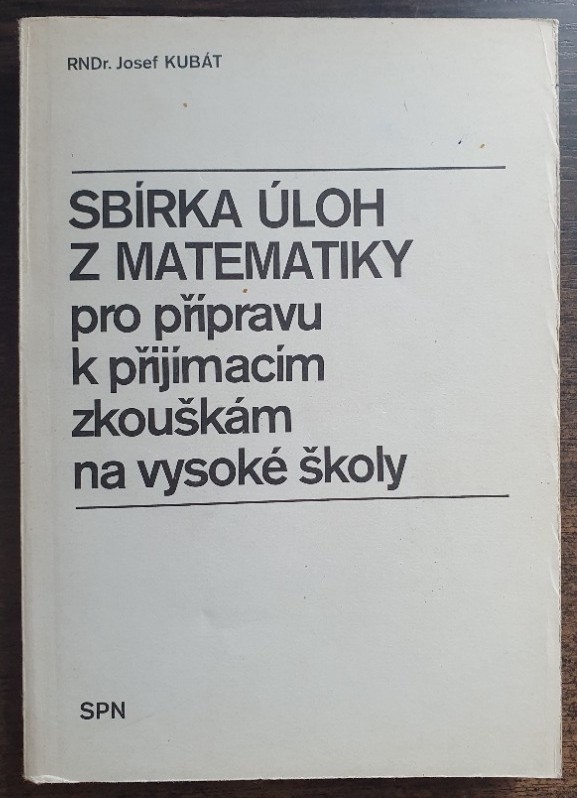 RNDr. Josef KUBÁT
SBÍRKA ÚLOH
Z MATEMATIKY
pro přípravu
k přijímacím
zkouškám
na vysoké školy
SPN